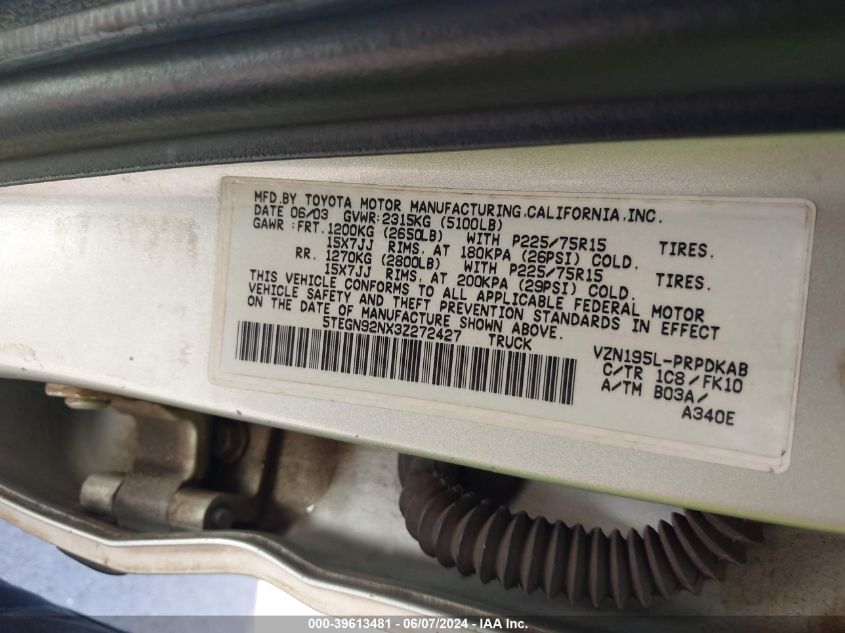 MFD.BY TOYOTA MOTOR MANUFACTURING.CALIFORNIA.INC.
DATE 06/03 GVWR:2315KG (5100LB)
GAWR :FRT.1200KG (2650LB) WITH P225/75R15 TIRES.
15X7JJ RIMS. AT 180KPA (26PSI) COLD.
RR. 1270KG (2800LB) WITH P225/75R15 TIRES.
15X7JJ RIMS. AT 200KPA (29PSI) COLD.
THIS VEHICLE CONFORMS TO ALL APPLICABLE FEDERAL MOTOR
VEHICLE SAFETY AND THEFT PREVENTION STANDARDS IN EFFECT
ON THE DATE OF MANUFACTURE SHOWN ABOVE.
5TEGN92NX3Z272427 TRUCK
VZN195L-PRPDKAB
C/TR 1C8/FK10
A/TM B03A/
A340E
000-39613481 - 06/07/2024 - IAA Inc.